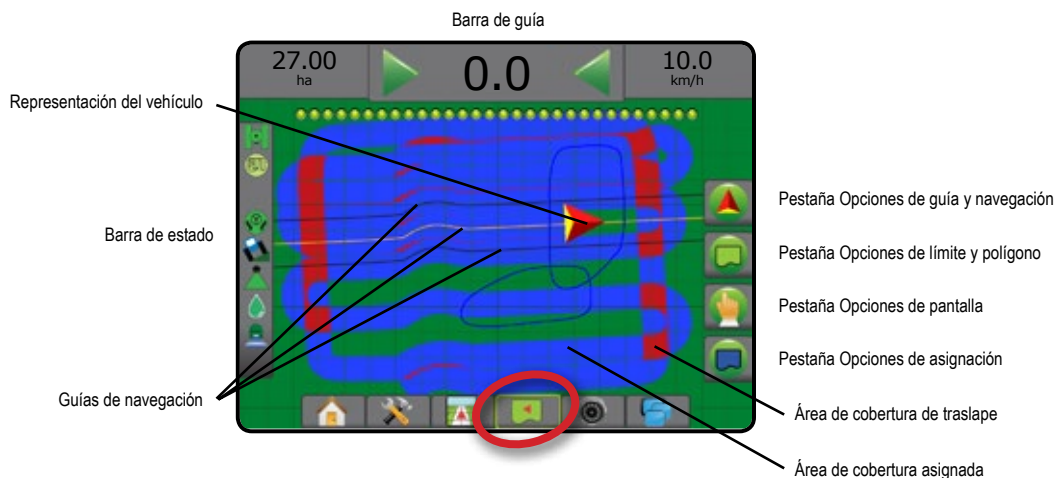 Barra de guía
27.00
ha
0.0
10.0
km/h
Representación del vehículo
Barra de estado
Guías de navegación
Pestaña Opciones de guía y navegación
Pestaña Opciones de límite y polígono
Pestaña Opciones de pantalla
Pestaña Opciones de asignación
Área de cobertura de traslape
Área de cobertura asignada